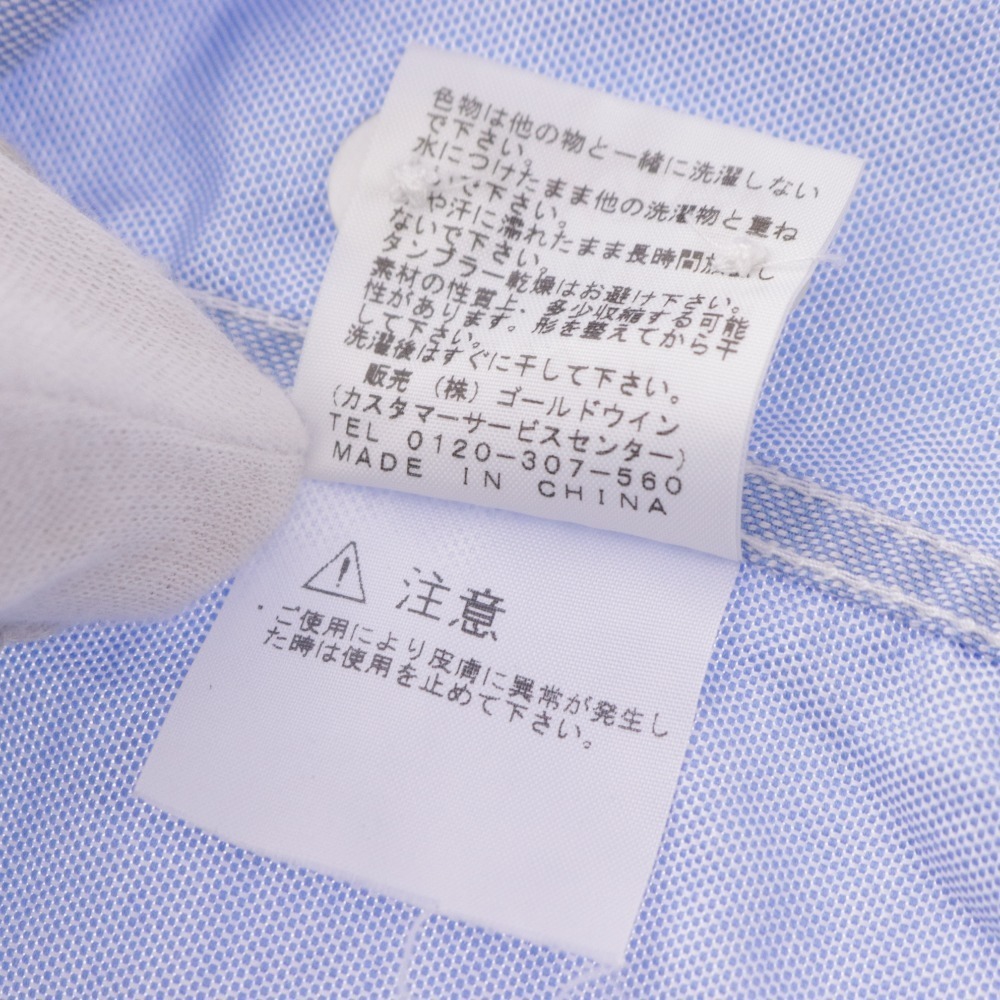 色物は他の物と一緒に洗濯しない
で下さい。
水につけたまま他の洗濯物と重ね
いで下さい。
や汗に濡れたまま長時間放置し
ないで下さい。
タンブラー乾燥はお避け下さい。
素材の性質上、多少収縮する可能
性があります。形を整えてから干
して下さい。
洗濯後はすぐに干して下さい。
販売 (株) ゴールドウイン
(カスタマーサービスセンター)
TEL 0120-307-560
MADE IN CHINA
注意
・ご使用により皮膚に異常が発生し
た時は使用を止めて下さい。